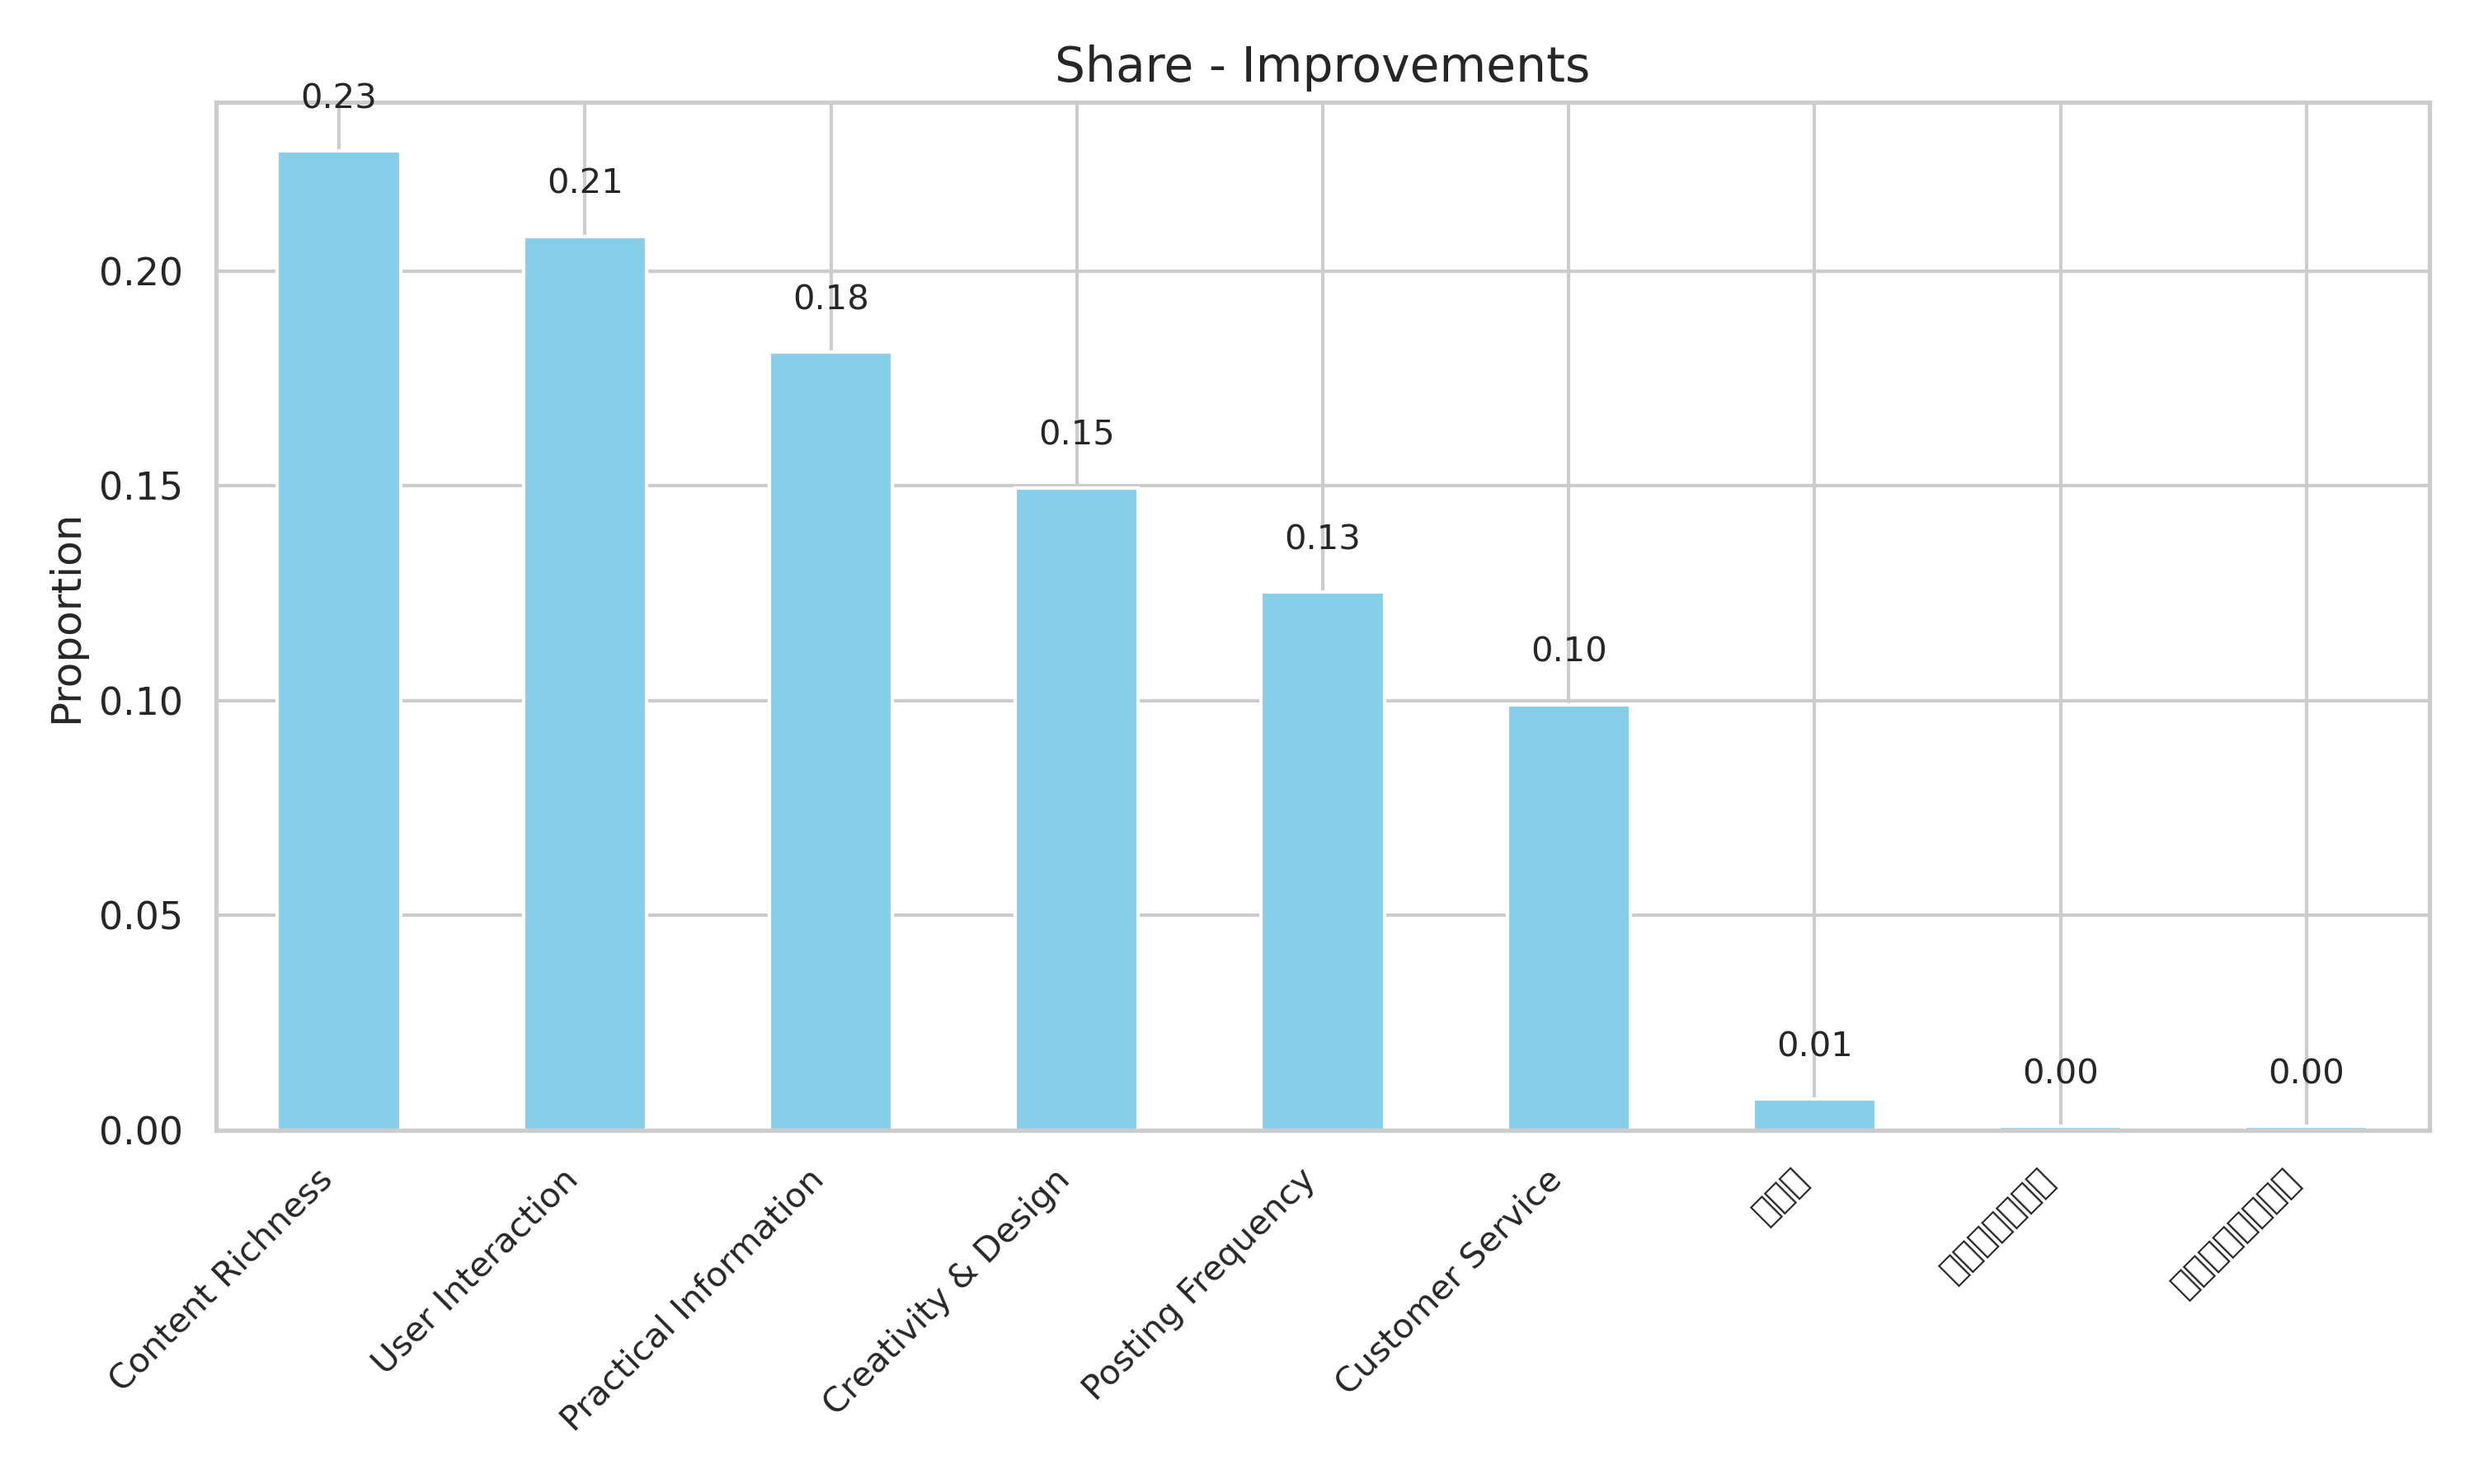 Share - Improvements
0.23
0.21
0.18
0.15
0.13
0.10
0.01
0.00
0.00
0.20
0.15
0.10
0.05
0.00
Proportion
Content Richness
User Interaction
Practical Information
Creativity & Design
Posting Frequency
Customer Service